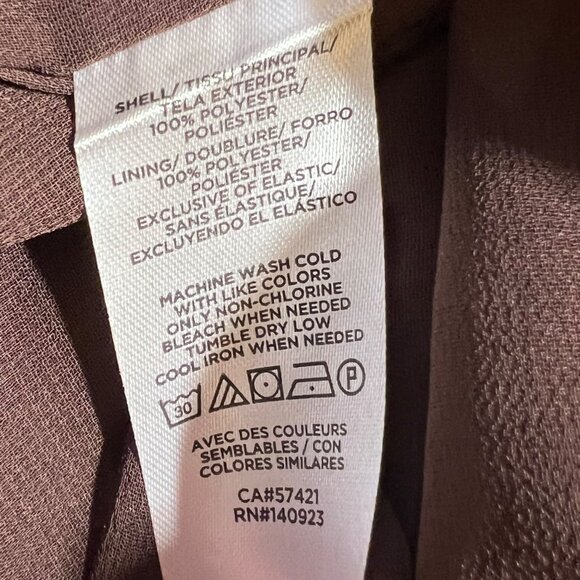 SHELL/ TISSU PRINCIPAL/
TELA EXTERIOR
100% POLYESTER/
POLIÉSTER
LINING/ DOUBLURE/ FORRO
100% POLYESTER/
POLIÉSTER
EXCLUSIVE OF ELASTIC/
SANS ÉLASTIQUE/
EXCLUYENDO EL ELÁSTICO
MACHINE WASH COLD
WITH LIKE COLORS
ONLY NON-CHLORINE
BLEACH WHEN NEEDED
TUMBLE DRY LOW
COOL IRON WHEN NEEDED
30 P
AVEC DES COULEURS
SEMBLABLES / CON
COLORES SIMILARES
CA#57421
RN#140923